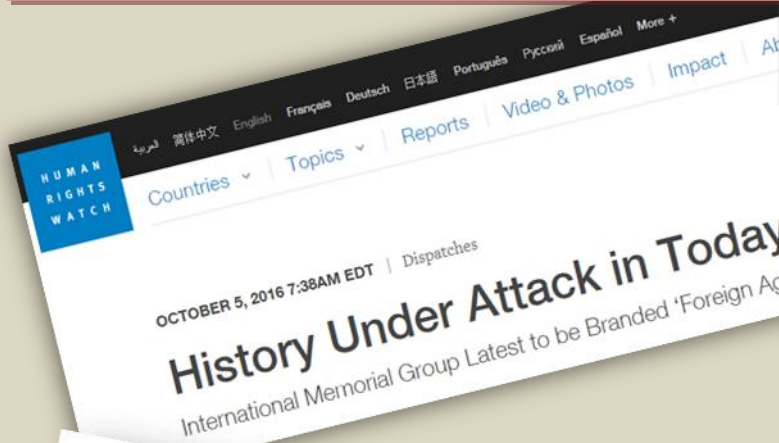 العربية 简体中文 English Français Deutsch 日本語 Português Русский Español More +
HUMAN
RIGHTS
WATCH
Countries Topics Reports Video & Photos Impact
OCTOBER 5, 2016 7:38AM EDT | Dispatches
History Under Attack in Today
International Memorial Group Latest to be Branded ‘Foreign